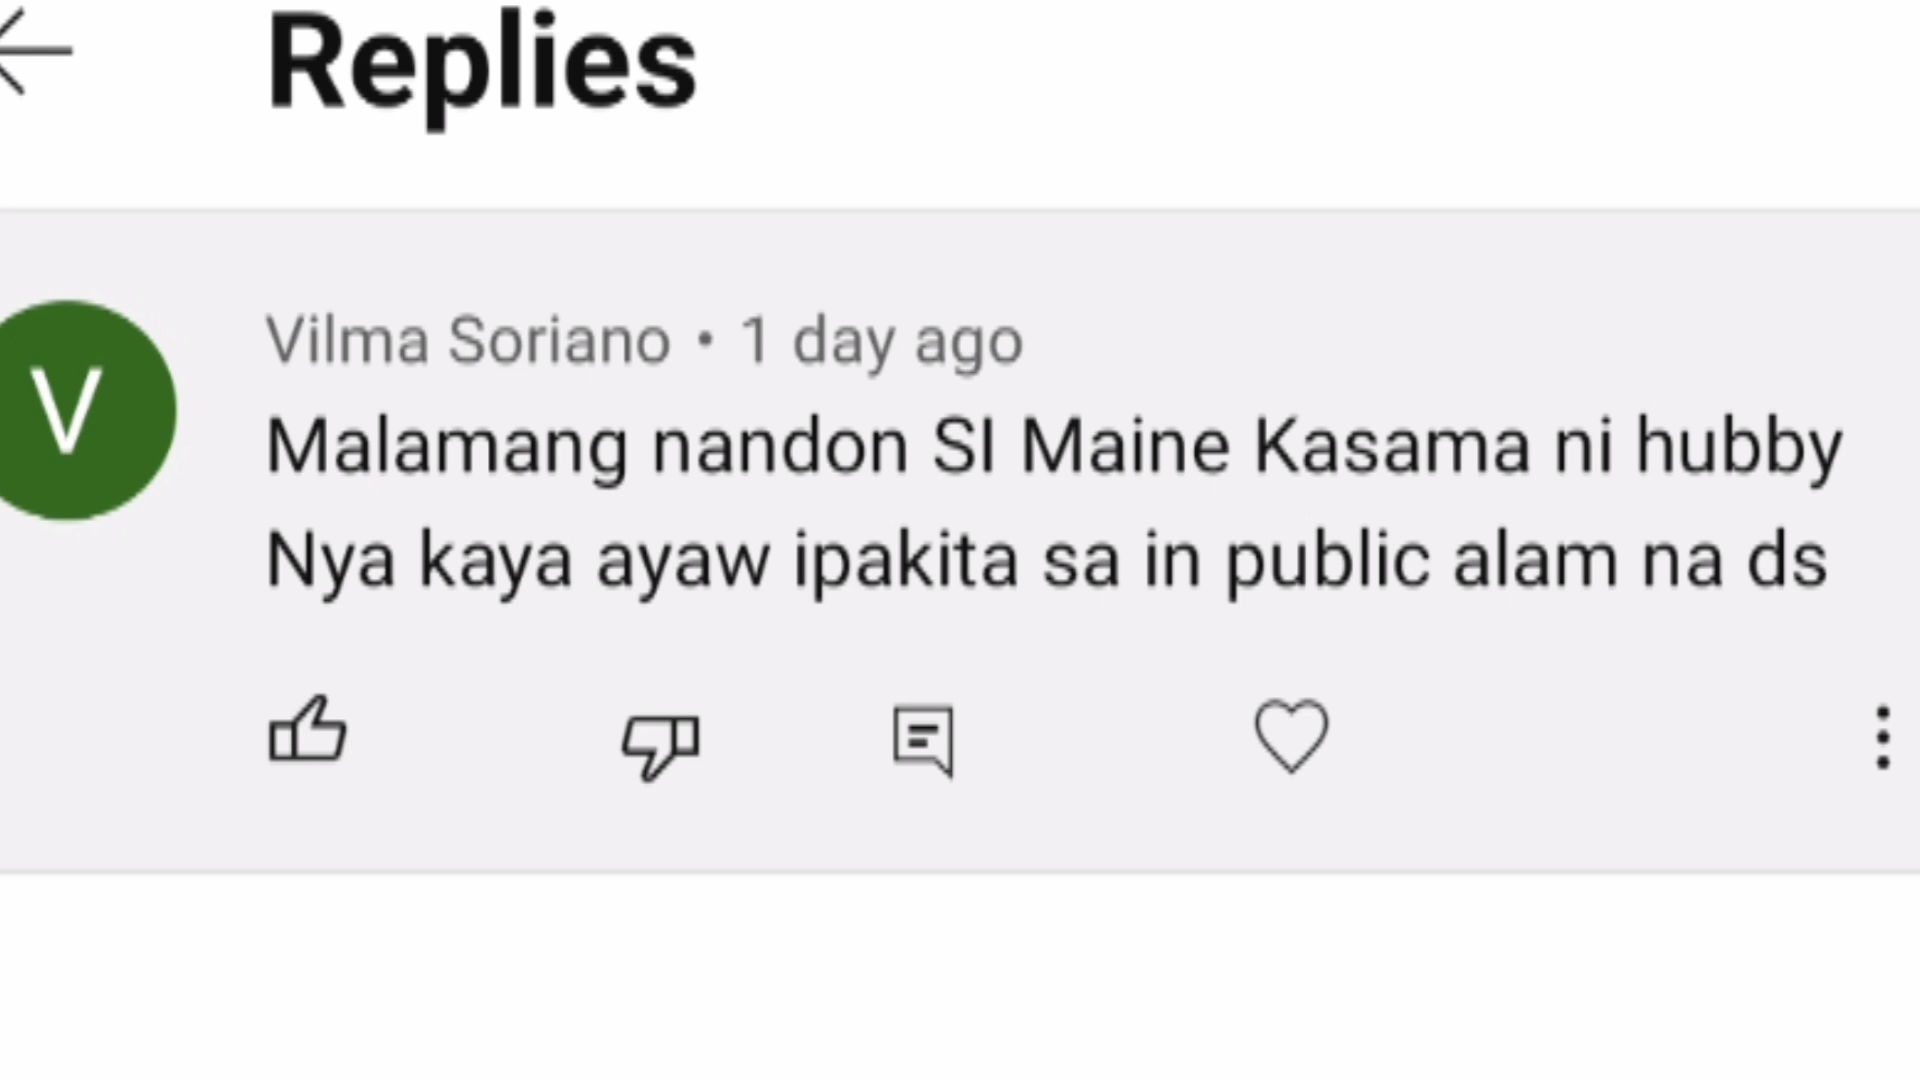 Replies
V
Vilma Soriano • 1 day ago
Malamang nandon SI Maine Kasama ni hubby
Nya kaya ayaw ipakita sa in public alam na ds